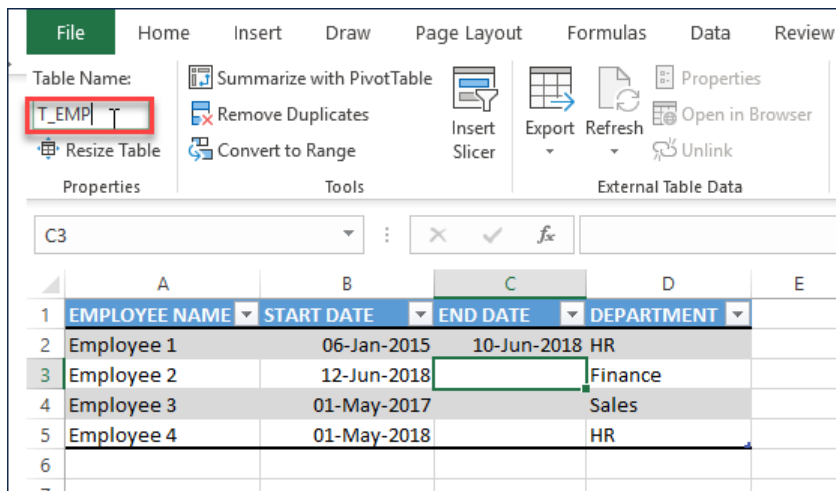 File Home Insert Draw Page Layout Formulas Data Review
Table Name: Summarize with PivotTable Properties
T_EMP Remove Duplicates Insert Slicer Export Refresh Open in Browser
Resize Table Convert to Range Unlink
Properties Tools External Table Data
C3 fx
A B C D E
1 EMPLOYEE NAME START DATE END DATE DEPARTMENT
2 Employee 1 06-Jan-2015 10-Jun-2018 HR
3 Employee 2 12-Jun-2018 Finance
4 Employee 3 01-May-2017 Sales
5 Employee 4 01-May-2018 HR
6